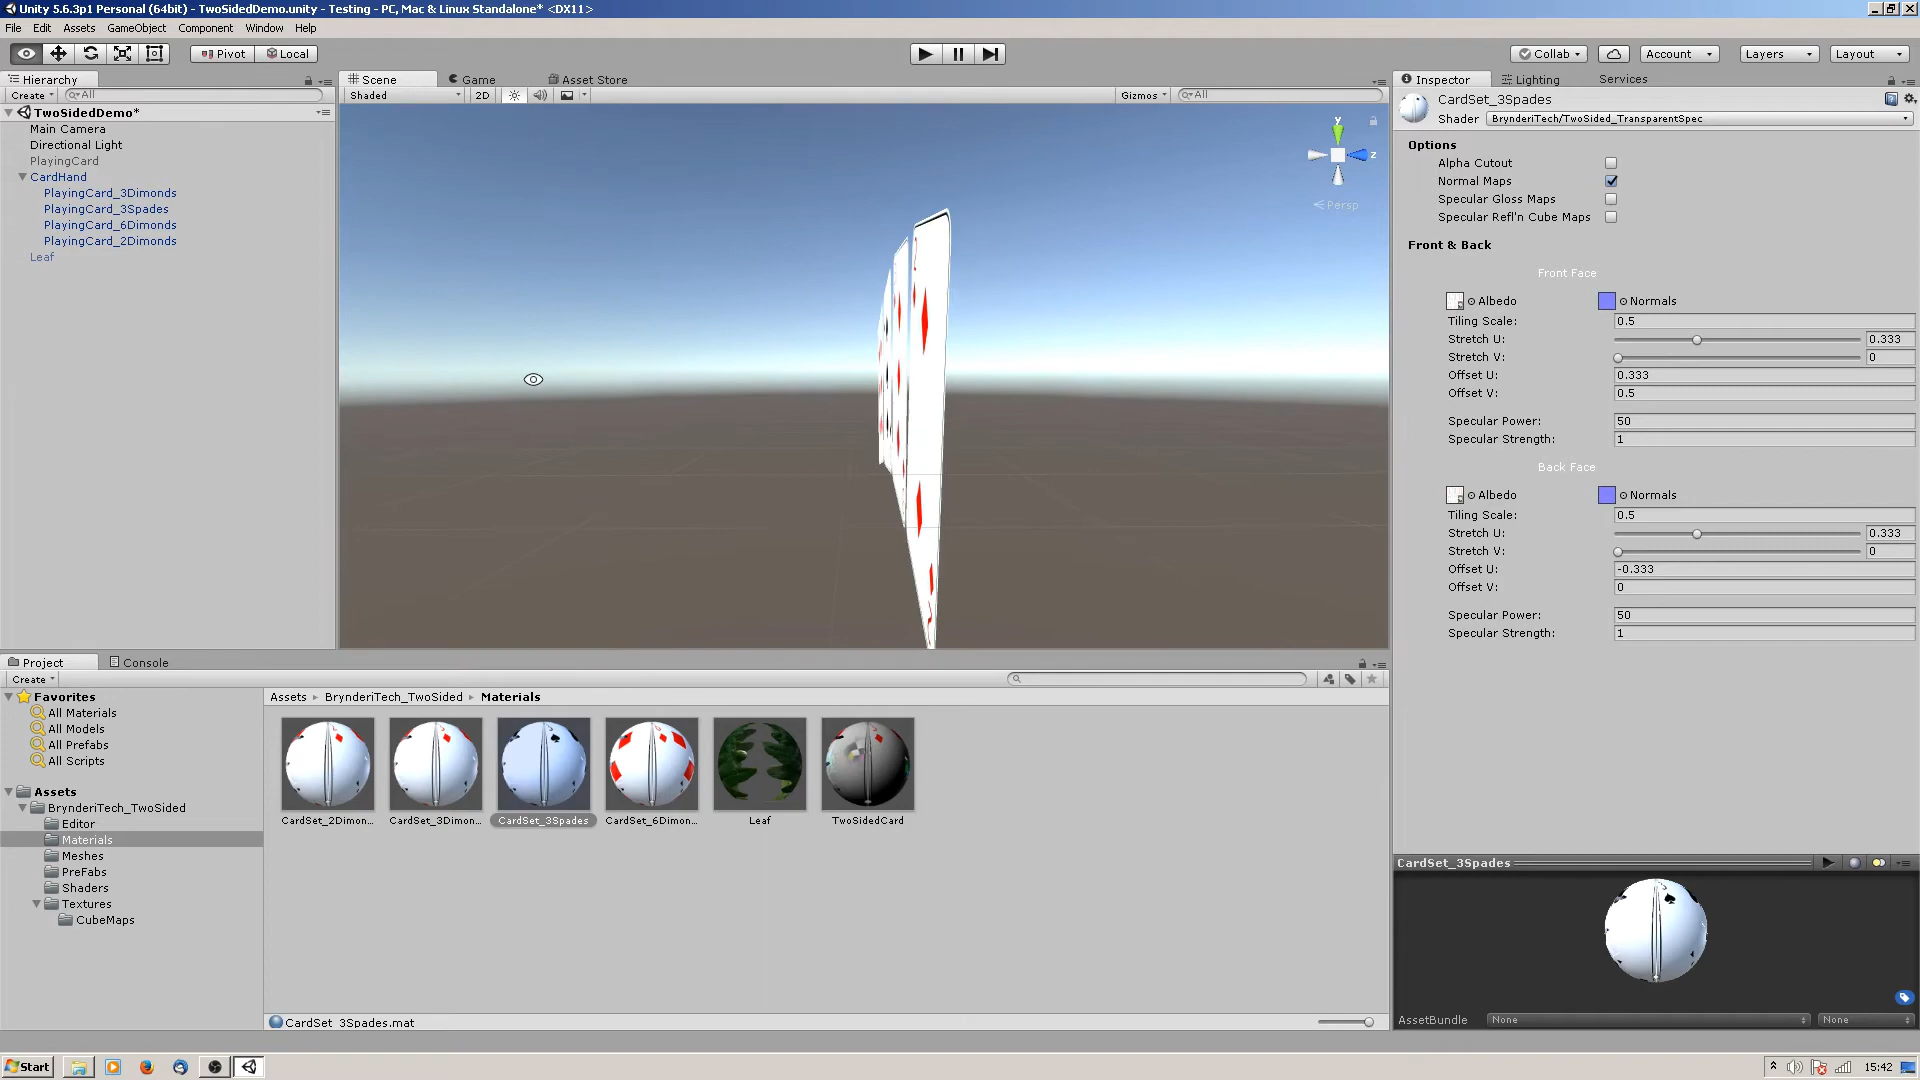 Unity 5.6.3p1 Personal (64bit) - TwoSidedDemo.unity - Testing - PC, Mac & Linux Standalone* <DX11>
File Edit Assets GameObject Component Window Help
Pivot Local Collab Account Layers Layout
Hierarchy
Create All
TwoSidedDemo*
Main Camera
Directional Light
PlayingCard
CardHand
PlayingCard_3Dimonds
PlayingCard_3Spades
PlayingCard_6Dimonds
PlayingCard_2Dimonds
Leaf
Scene Game Asset Store
Shaded 2D Gizmos All
y
z
Persp
Inspector Lighting Services
CardSet_3Spades
Shader BrynderiTech/TwoSided_TransparentSpec
Options
Alpha Cutout
Normal Maps
Specular Gloss Maps
Specular Refl'n Cube Maps
Front & Back
Front Face
Albedo Normals
Tiling Scale: 0.5
Stretch U: 0.333
Stretch V: 0
Offset U: 0.333
Offset V: 0.5
Specular Power: 50
Specular Strength: 1
Back Face
Albedo Normals
Tiling Scale: 0.5
Stretch U: 0.333
Stretch V: 0
Offset U: -0.333
Offset V: 0
Specular Power: 50
Specular Strength: 1
Project Console
Create
Favorites
All Materials
All Models
All Prefabs
All Scripts
Assets
BrynderiTech_TwoSided
Editor
Materials
Meshes
PreFabs
Shaders
Textures
CubeMaps
Assets BrynderiTech_TwoSided Materials
CardSet_2Dimon... CardSet_3Dimon... CardSet_3Spades CardSet_6Dimon... Leaf TwoSidedCard
CardSet_3Spades.mat
CardSet_3Spades
AssetBundle None None
Start 15:42